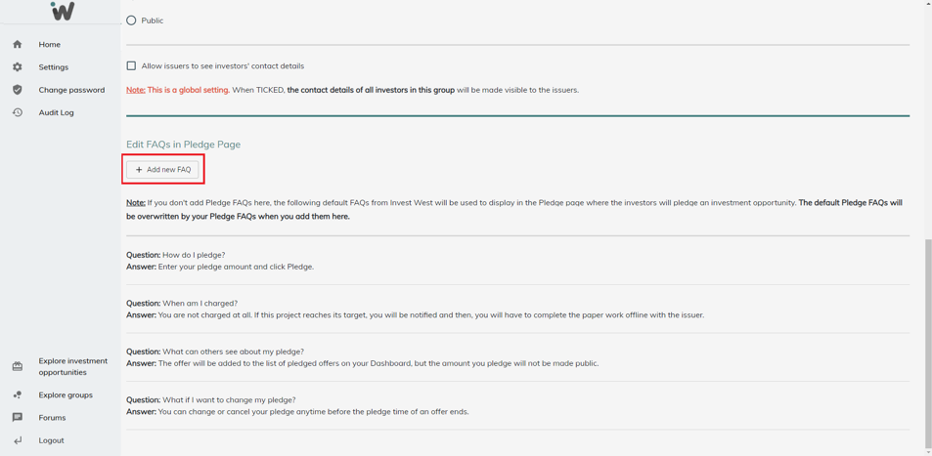 iw
Home
Settings
Change password
Audit Log
Explore investment
opportunities
Explore groups
Forums
Logout
Public
Allow issuers to see investors' contact details
Note: This is a global setting. When TICKED, the contact details of all investors in this group will be made visible to the issuers.
Edit FAQs in Pledge Page
+ Add new FAQ
Note: If you don't add Pledge FAQs here, the following default FAQs from Invest West will be used to display in the Pledge page where the investors will pledge an investment opportunity. The default Pledge FAQs will
be overwritten by your Pledge FAQs when you add them here.
Question: How do I pledge?
Answer: Enter your pledge amount and click Pledge.
Question: When am I charged?
Answer: You are not charged at all. If this project reaches its target, you will be notified and then, you will have to complete the paper work offline with the issuer.
Question: What can others see about my pledge?
Answer: The offer will be added to the list of pledged offers on your Dashboard, but the amount you pledge will not be made public.
Question: What if I want to change my pledge?
Answer: You can change or cancel your pledge anytime before the pledge time of an offer ends.